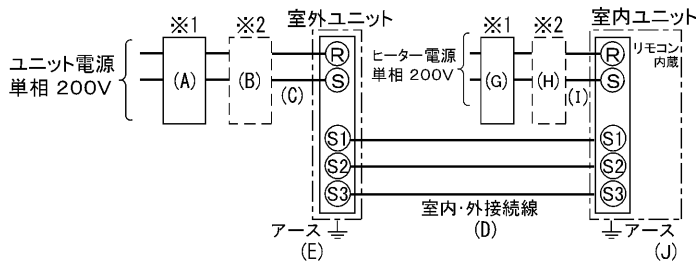 ※1 ※2 室外ユニット ※1 ※2 室内ユニット
ユニット電源
単相 200V
(A) (B) (C) R S
ヒーター電源
単相 200V
(G) (H) (I) R S
リモコン
内蔵
S1 S1
S2 S2
S3 S3
室内・外接続線
(D)
アース
(E)
アース
(J)